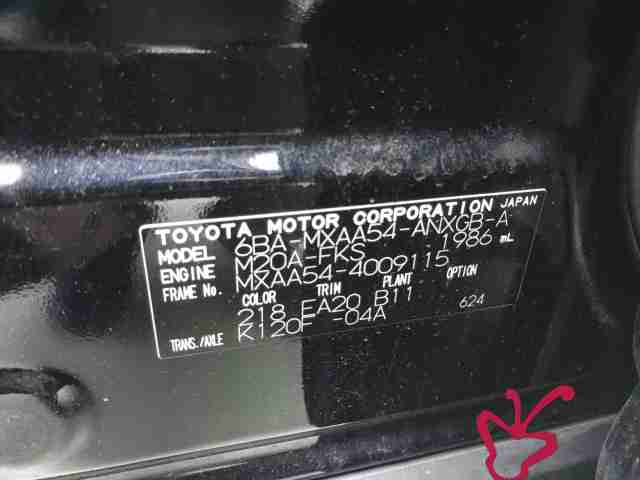 TOYOTA MOTOR CORPORATION JAPAN
MODEL 6BA-MXAA54-ANXGB-A
ENGINE M20A-FKS 1986 mL
FRAME No. MXAA54-4009115
COLOR TRIM PLANT OPTION
218 EA20 B11 624
TRANS./AXLE K120F -04A